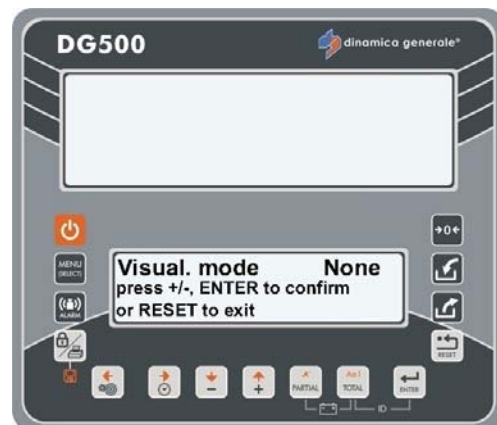 DG500
dinamica generale®
→0←
MENU
(SELECT)
Visual. mode None
press +/-, ENTER to confirm
or RESET to exit
ALARM
RESET
PARTIAL
TOTAL
ENTER
ID